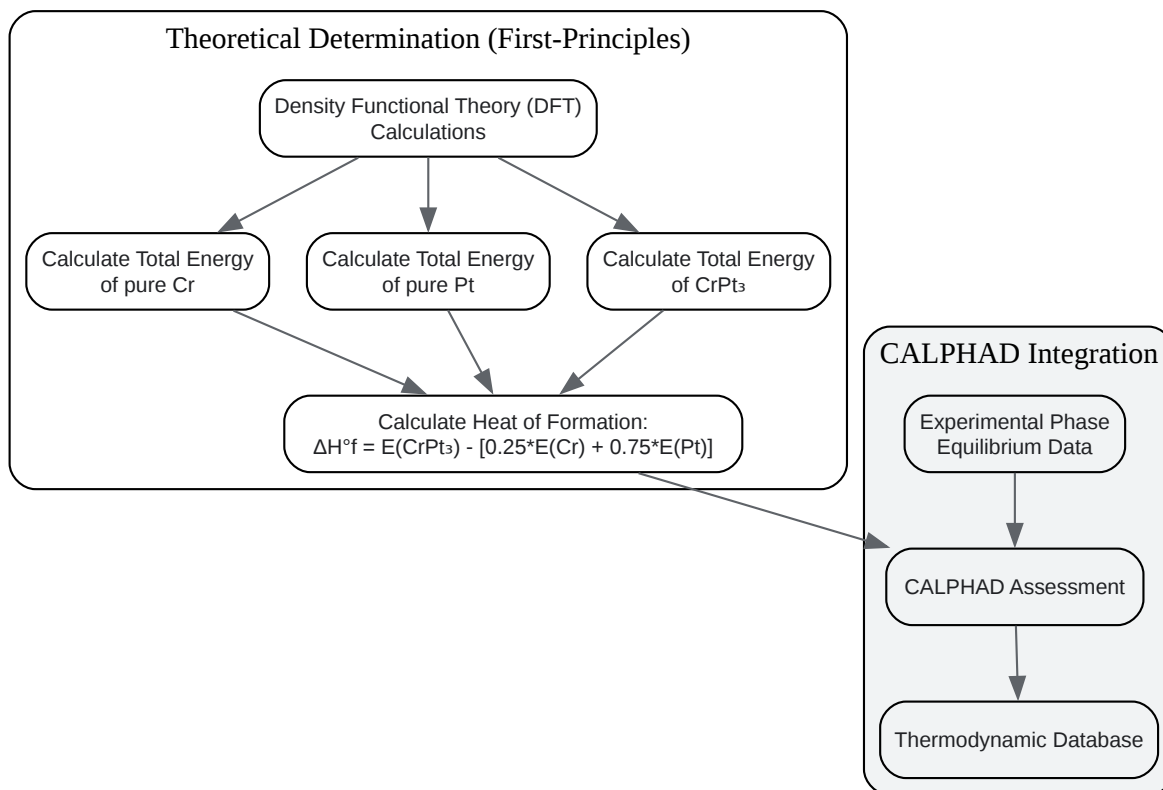 Theoretical Determination (First-Principles)
Density Functional Theory (DFT)
Calculations
Calculate Total Energy
of pure Cr
Calculate Total Energy
of pure Pt
Calculate Total Energy
of CrPt₃
Calculate Heat of Formation:
ΔH°f = E(CrPt₃) - [0.25*E(Cr) + 0.75*E(Pt)]
CALPHAD Integration
Experimental Phase
Equilibrium Data
CALPHAD Assessment
Thermodynamic Database